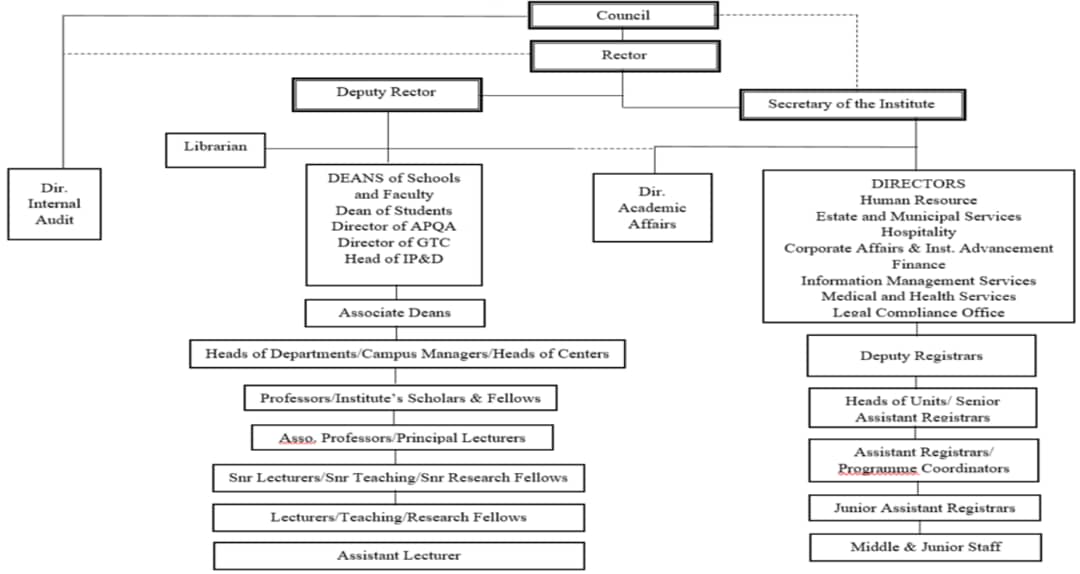 Council
Rector
Deputy Rector
Secretary of the Institute
Librarian
Dir.
Internal
Audit
DEANS of Schools
and Faculty
Dean of Students
Director of APQA
Director of GTC
Head of IP&D
Dir.
Academic
Affairs
DIRECTORS
Human Resource
Estate and Municipal Services
Hospitality
Corporate Affairs & Inst. Advancement
Finance
Information Management Services
Medical and Health Services
Legal Compliance Office
Associate Deans
Heads of Departments/Campus Managers/Heads of Centers
Professors/Institute's Scholars & Fellows
Asso. Professors/Principal Lecturers
Snr Lecturers/Snr Teaching/Snr Research Fellows
Lecturers/Teaching/Research Fellows
Assistant Lecturer
Deputy Registrars
Heads of Units/ Senior
Assistant Registrars
Assistant Registrars/
Programme Coordinators
Junior Assistant Registrars
Middle & Junior Staff